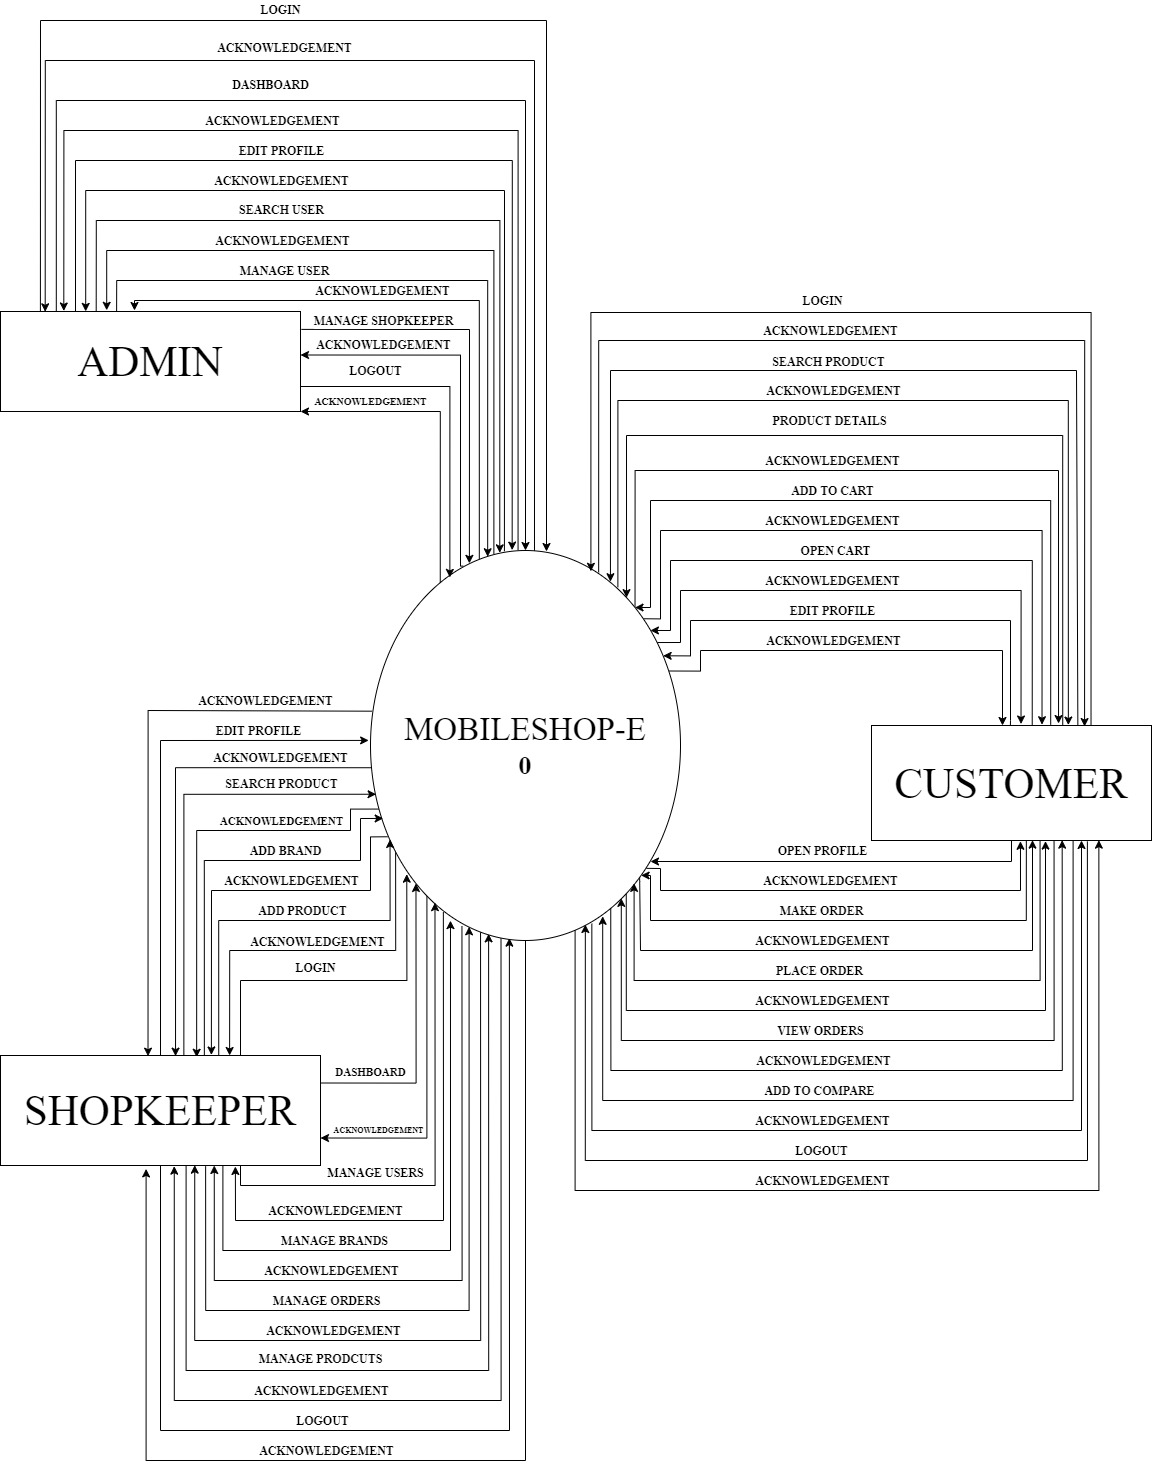 LOGIN
ACKNOWLEDGEMENT
DASHBOARD
ACKNOWLEDGEMENT
EDIT PROFILE
ACKNOWLEDGEMENT
SEARCH USER
ACKNOWLEDGEMENT
MANAGE USER
ACKNOWLEDGEMENT
MANAGE SHOPKEEPER
ACKNOWLEDGEMENT
LOGOUT
ACKNOWLEDGEMENT
ADMIN
LOGIN
ACKNOWLEDGEMENT
SEARCH PRODUCT
ACKNOWLEDGEMENT
PRODUCT DETAILS
ACKNOWLEDGEMENT
ADD TO CART
ACKNOWLEDGEMENT
OPEN CART
ACKNOWLEDGEMENT
EDIT PROFILE
ACKNOWLEDGEMENT
MOBILESHOP-E
0
CUSTOMER
OPEN PROFILE
ACKNOWLEDGEMENT
MAKE ORDER
ACKNOWLEDGEMENT
PLACE ORDER
ACKNOWLEDGEMENT
VIEW ORDERS
ACKNOWLEDGEMENT
ADD TO COMPARE
ACKNOWLEDGEMENT
LOGOUT
ACKNOWLEDGEMENT
ACKNOWLEDGEMENT
EDIT PROFILE
ACKNOWLEDGEMENT
SEARCH PRODUCT
ACKNOWLEDGEMENT
ADD BRAND
ACKNOWLEDGEMENT
ADD PRODUCT
ACKNOWLEDGEMENT
LOGIN
DASHBOARD
SHOPKEEPER
ACKNOWLEDGEMENT
MANAGE USERS
ACKNOWLEDGEMENT
MANAGE BRANDS
ACKNOWLEDGEMENT
MANAGE ORDERS
ACKNOWLEDGEMENT
MANAGE PRODCUTS
ACKNOWLEDGEMENT
LOGOUT
ACKNOWLEDGEMENT